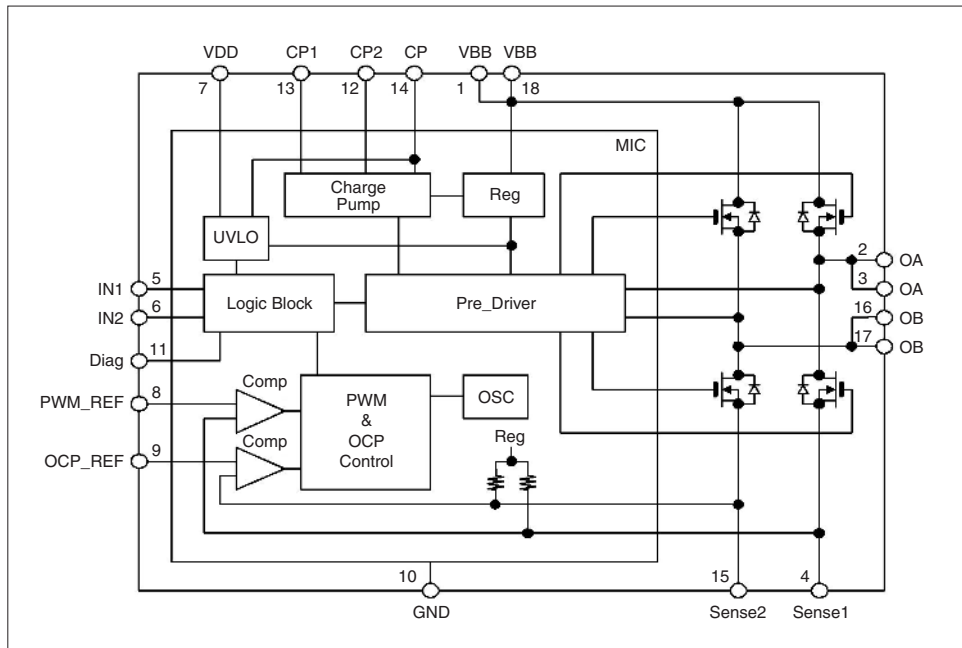 VDD CP1 CP2 CP VBB VBB
7 13 12 14 1 18
MIC
Charge
Pump
Reg
UVLO
2 OA
IN1 5
3 OA
Logic Block
Pre_Driver
IN2 6
16 OB
17 OB
Diag 11
Comp
PWM
&
OCP
Control
OSC
PWM_REF 8
Comp
Reg
OCP_REF 9
10 15 4
GND Sense2 Sense1